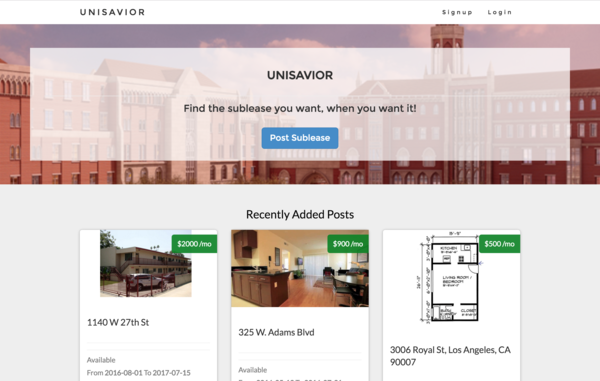 UNISAVIOR
Signup
Login
UNISAVIOR
Find the sublease you want, when you want it!
Post Sublease
Recently Added Posts
$2000 /mo
$900 /mo
$500 /mo
KITCHEN
LIVING ROOM /
BEDROOM
CLOSET
1140 W 27th St
325 W. Adams Blvd
3006 Royal St, Los Angeles, CA
90007
Available
From 2016-08-01 To 2017-07-15
Available